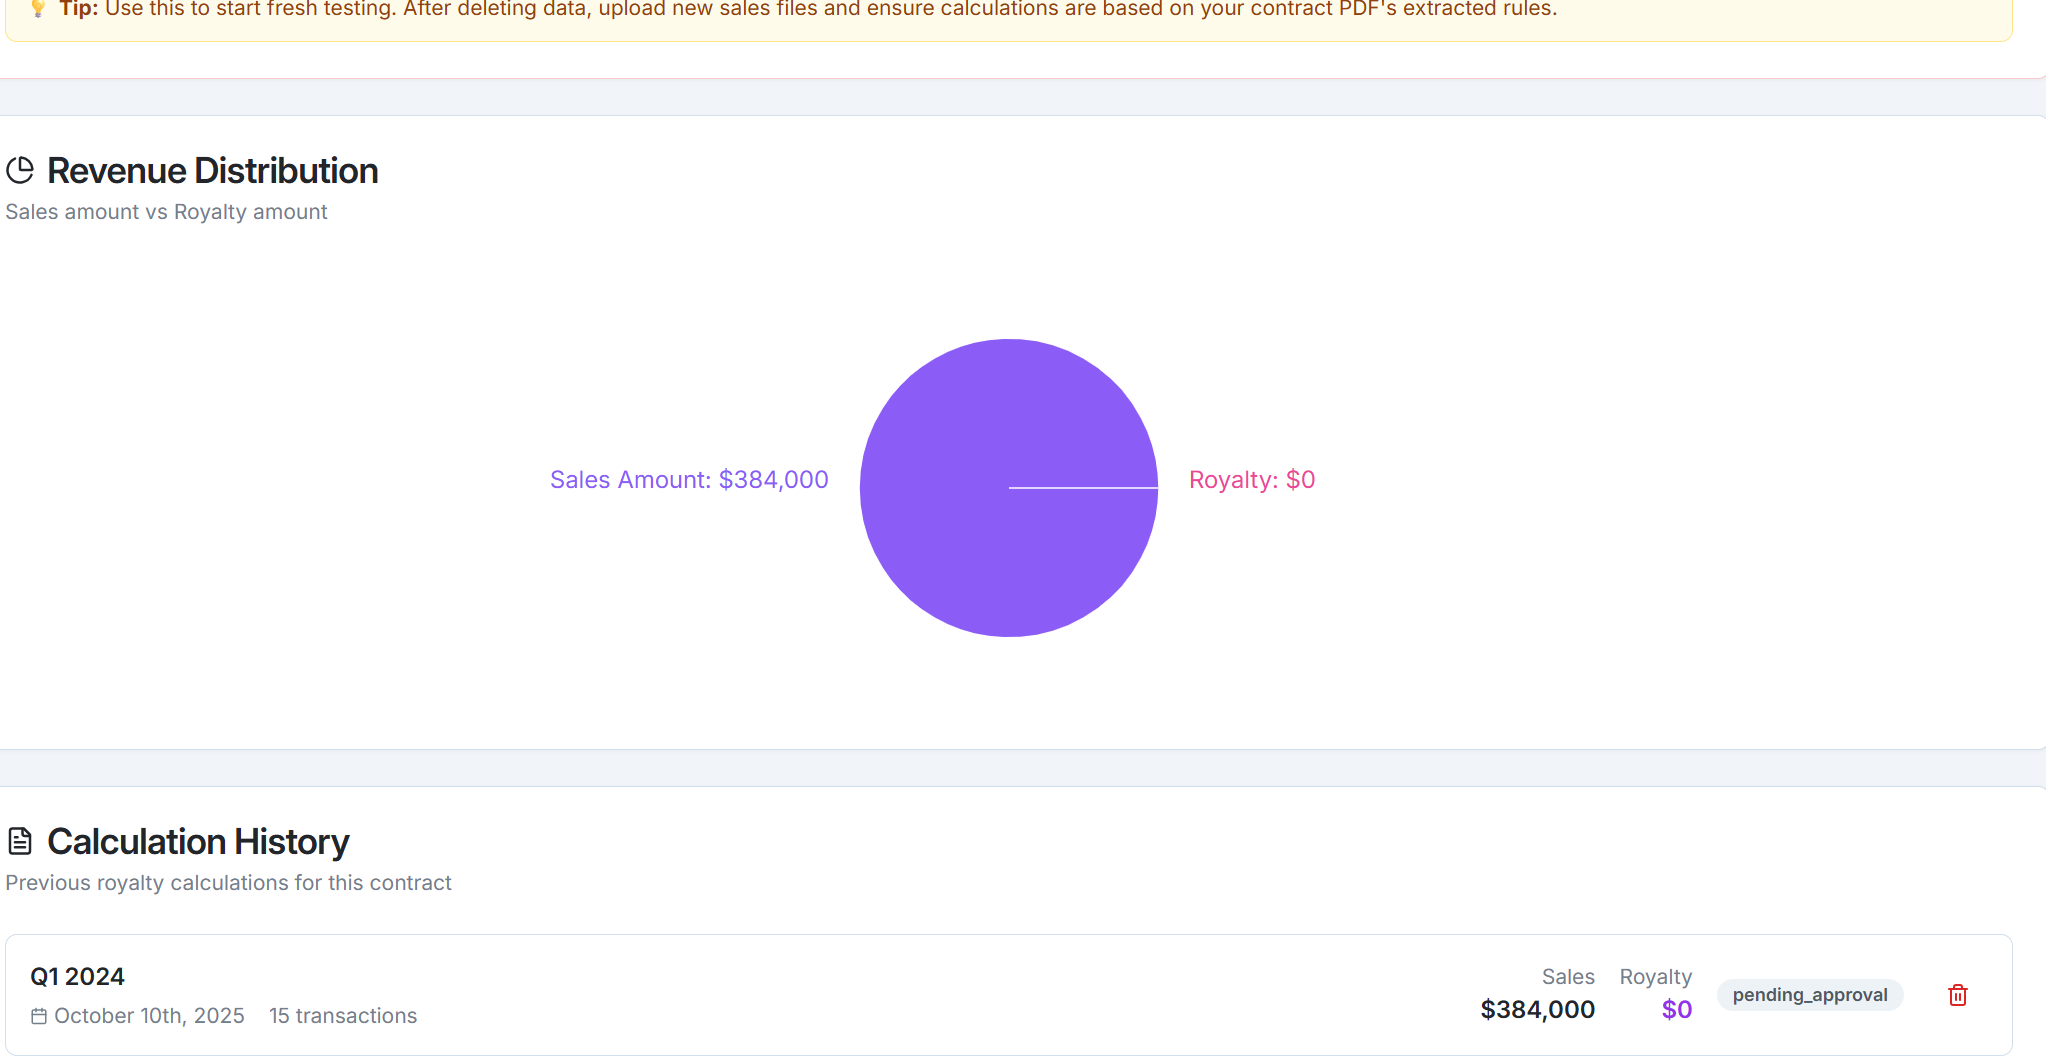 💡 Tip: Use this to start fresh testing. After deleting data, upload new sales files and ensure calculations are based on your contract PDF's extracted rules.
Revenue Distribution
Sales amount vs Royalty amount
Sales Amount: $384,000
Royalty: $0
Calculation History
Previous royalty calculations for this contract
Q1 2024
October 10th, 2025 15 transactions
Sales Royalty
$384,000 $0
pending_approval